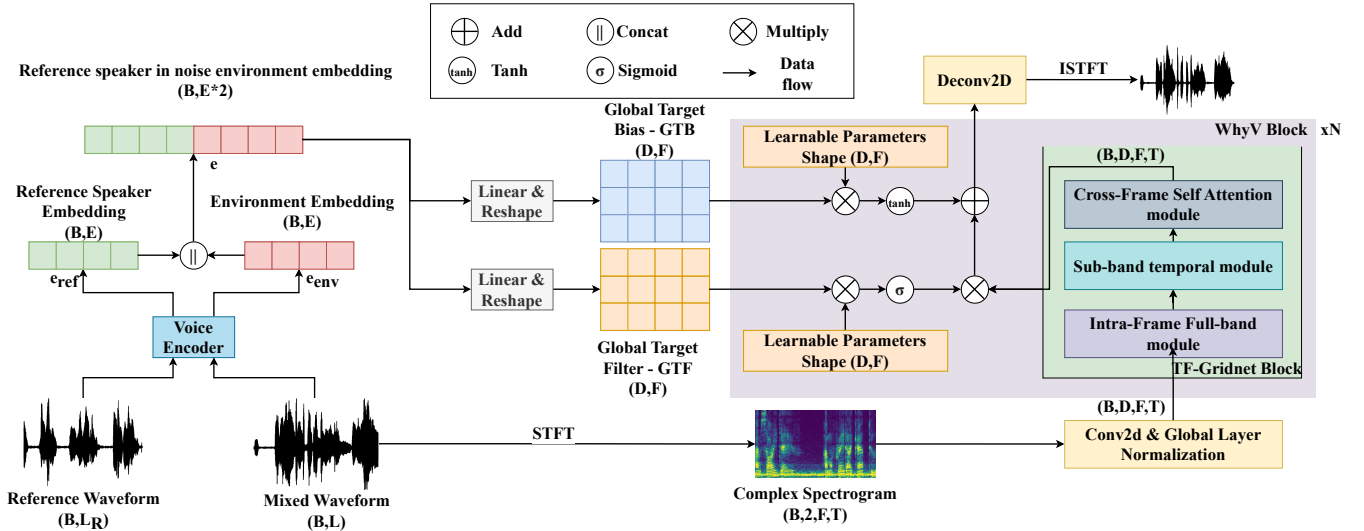 Add
Concat
Multiply
tanh
Tanh
σ
Sigmoid
Data
flow
Reference speaker in noise environment embedding
(B,E*2)
e
Reference Speaker
Embedding
(B,E)
Environment Embedding
(B,E)
||
eref
eenv
Voice
Encoder
Reference Waveform
(B,LR)
Mixed Waveform
(B,L)
Linear &
Reshape
Linear &
Reshape
Global Target
Bias - GTB
(D,F)
Global Target
Filter - GTF
(D,F)
STFT
Complex Spectrogram
(B,2,F,T)
Deconv2D
ISTFT
WhyV Block xN
Learnable Parameters
Shape (D,F)
tanh
σ
Learnable Parameters
Shape (D,F)
(B,D,F,T)
Cross-Frame Self Attention
module
Sub-band temporal module
Intra-Frame Full-band
module
TF-Gridnet Block
(B,D,F,T)
Conv2d & Global Layer
Normalization